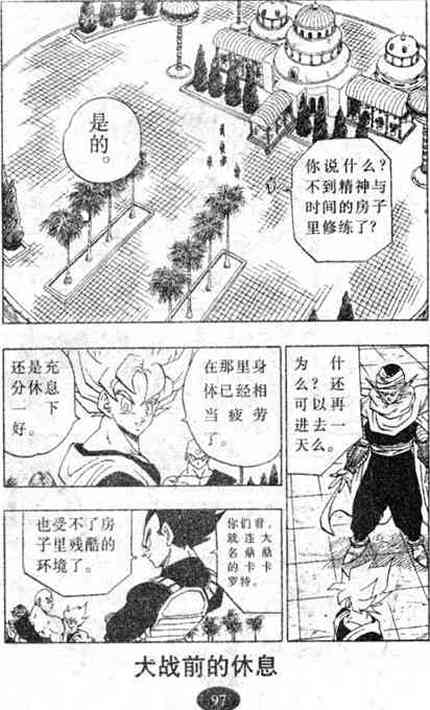 你说什么?
不到精神与
时间的房子
里修练了?
是
的。
为什
么?还
可以再
进去一
天么。
在那里身
体已经相
当疲劳
了。
还是充
分休息
一下
好。
你们看,
就连大
名鼎鼎
的卡卡
罗特。
也受不了房
子里残酷的
环境了。
大战前的休息
97